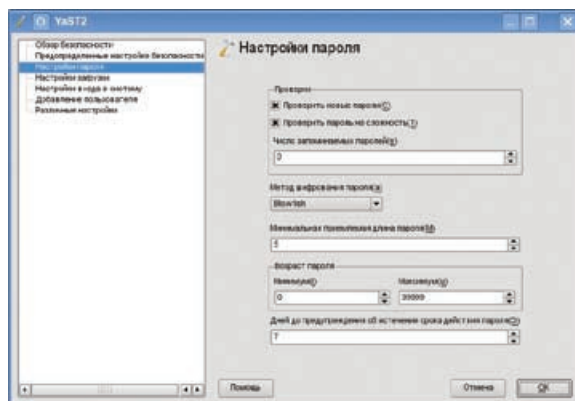 YaST2
Обзор безопасности
Предопределенные настройки безопасности
Настройки пароля
Настройки загрузки
Настройки входа в систему
Добавление пользователя
Различные настройки
Настройки пароля
Проверки
Проверить новые пароли(C)
Проверить пароль на сложность(T)
Число запоминаемых паролей
0
Метод шифрования пароля
Blowfish
Минимальная приемлемая длина пароля(M)
5
Возраст пароля
Минимум Максимум
0 99999
Дней до предупреждения об истечении срока действия пароля
7
Помощь Отмена OK